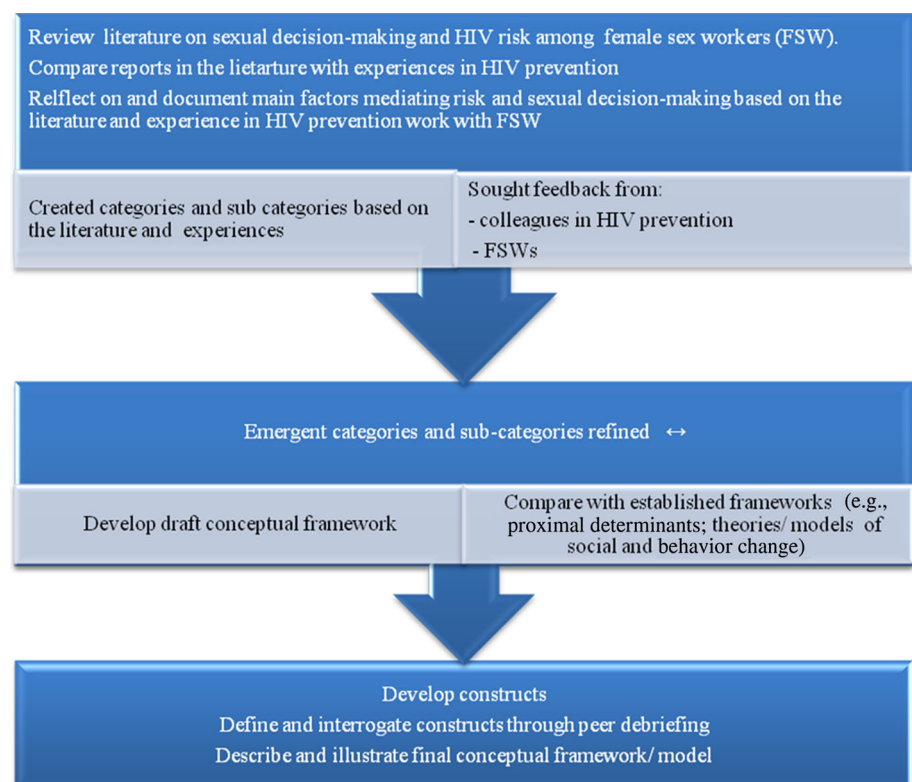 Review literature on sexual decision-making and HIV risk among female sex workers (FSW).
Compare reports in the lietarture with experiences in HIV prevention
Relflect on and document main factors mediating risk and sexual decision-making based on the
literature and experience in HIV prevention work with FSW
Created categories and sub categories based on
the literature and experiences
Sought feedback from:
- colleagues in HIV prevention
- FSWs
Emergent categories and sub-categories refined ↔
Develop draft conceptual framework
Compare with established frameworks (e.g.,
proximal determinants; theories/ models of
social and behavior change)
Develop constructs
Define and interrogate constructs through peer debriefing
Describe and illustrate final conceptual framework/ model